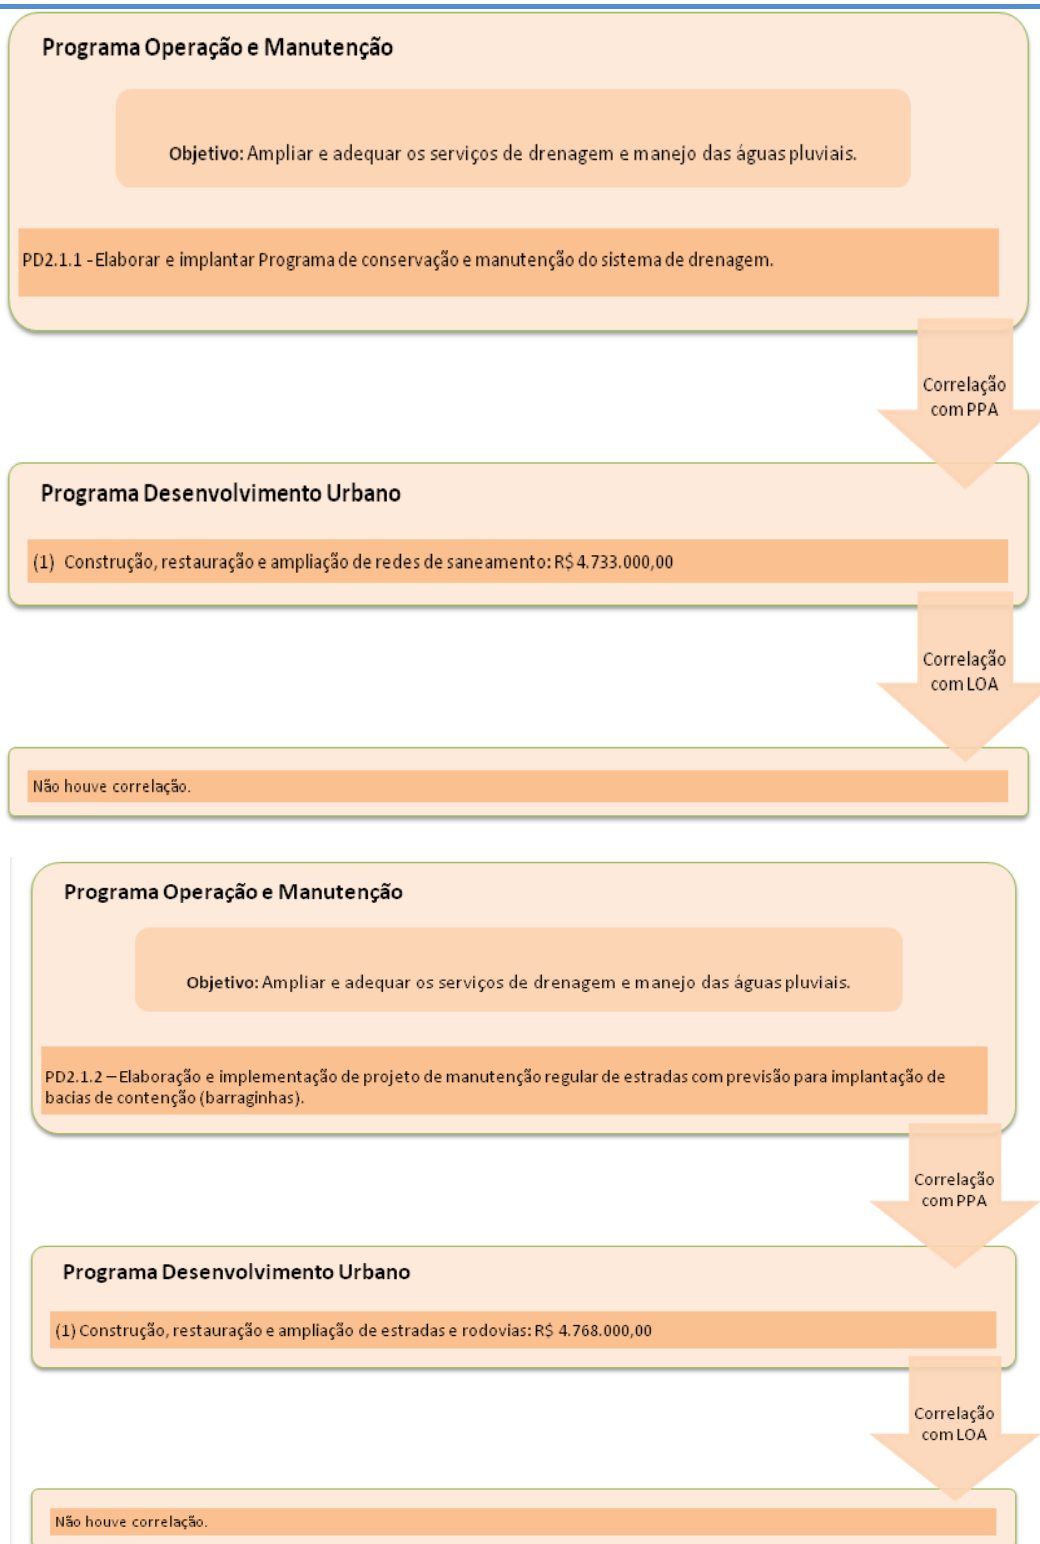 Programa Operação e Manutenção
Objetivo: Ampliar e adequar os serviços de drenagem e manejo das águas pluviais.
PD2.1.1 - Elaborar e implantar Programa de conservação e manutenção do sistema de drenagem.
Correlação
com PPA
Programa Desenvolvimento Urbano
(1) Construção, restauração e ampliação de redes de saneamento: R$ 4.733.000,00
Correlação
com LOA
Não houve correlação.
Programa Operação e Manutenção
Objetivo: Ampliar e adequar os serviços de drenagem e manejo das águas pluviais.
PD2.1.2 – Elaboração e implementação de projeto de manutenção regular de estradas com previsão para implantação de
bacias de contenção (barraginhas).
Correlação
com PPA
Programa Desenvolvimento Urbano
(1) Construção, restauração e ampliação de estradas e rodovias: R$ 4.768.000,00
Correlação
com LOA
Não houve correlação.